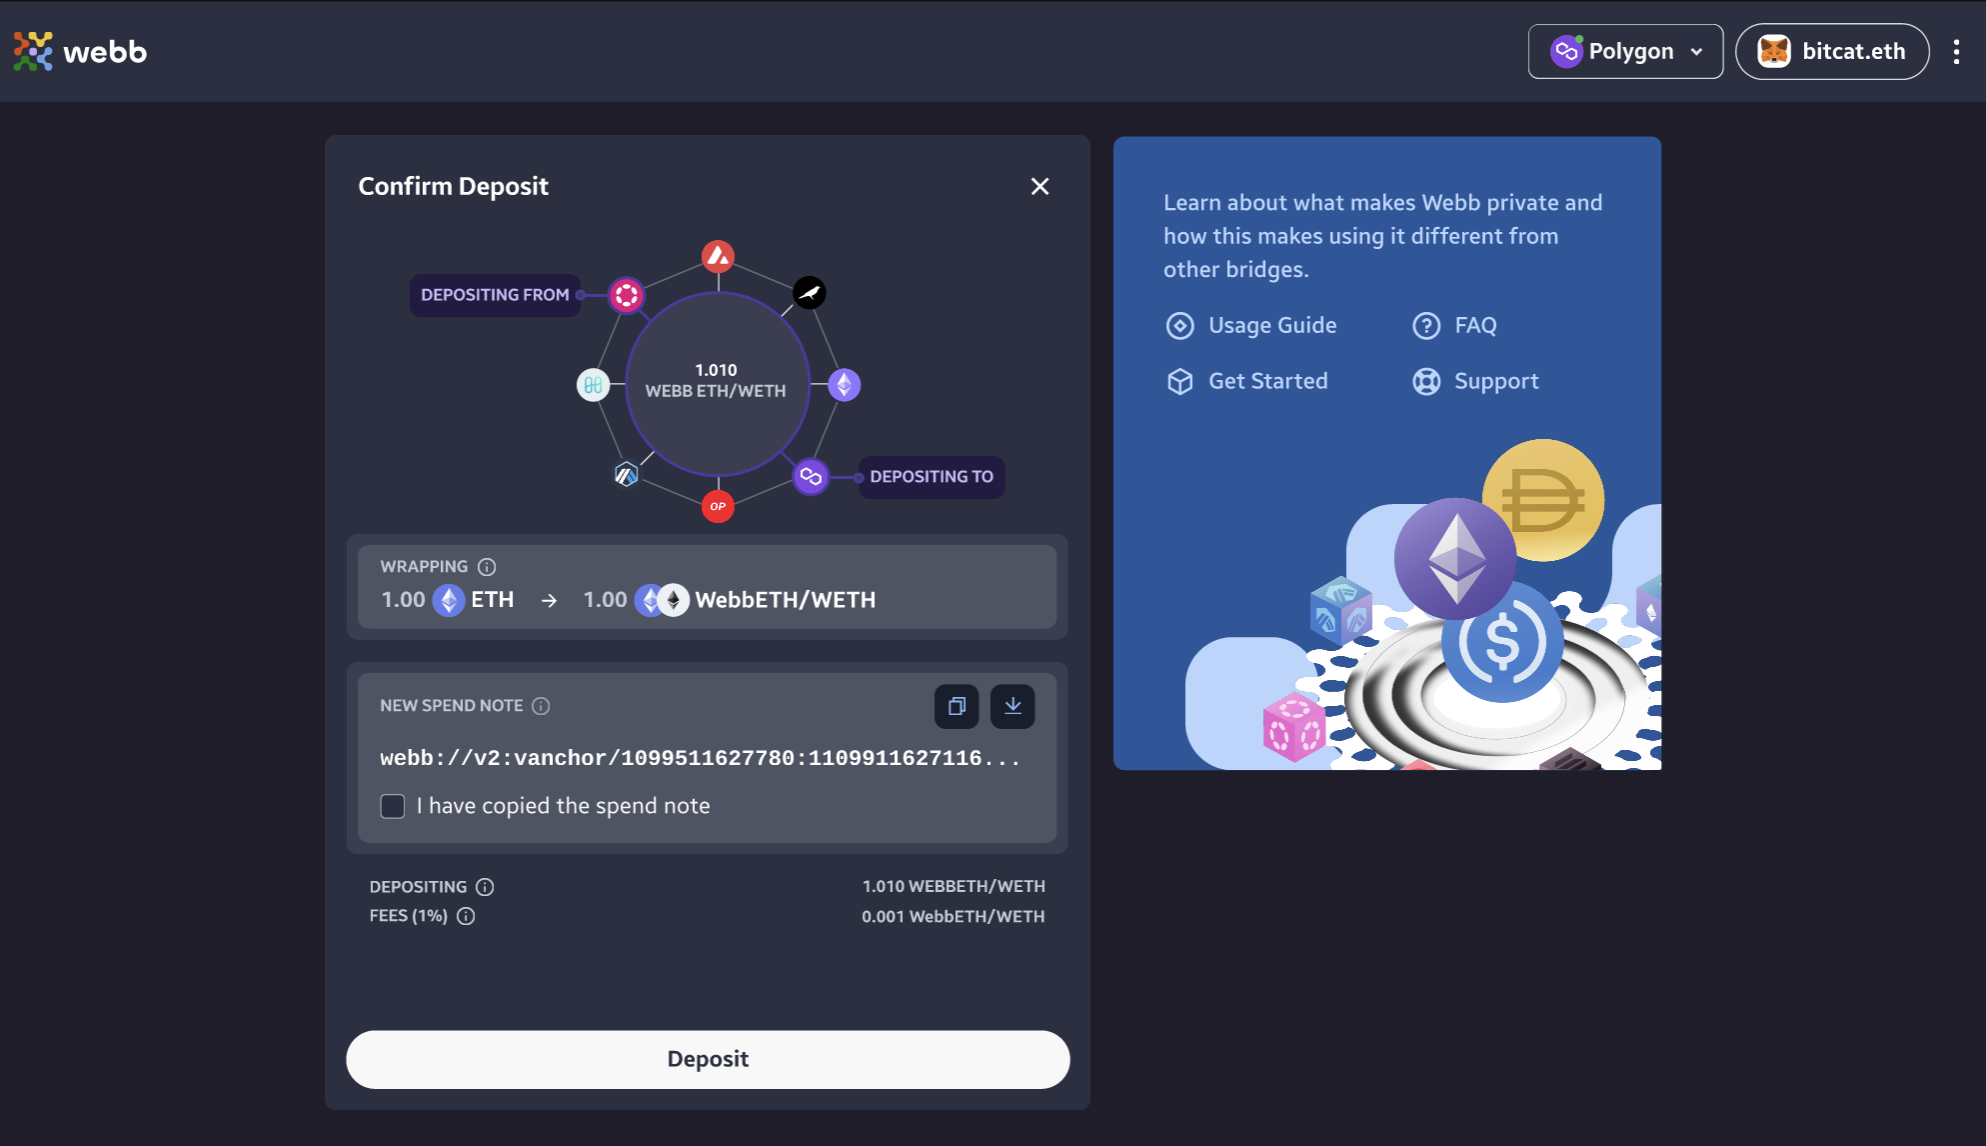 webb
Polygon
bitcat.eth
Confirm Deposit
DEPOSITING FROM
1.010
WEBB ETH/WETH
DEPOSITING TO
OP
WRAPPING
1.00 ETH → 1.00 WebbETH/WETH
NEW SPEND NOTE
webb://v2:vanchor/1099511627780:1109911627116...
I have copied the spend note
DEPOSITING 1.010 WEBBETH/WETH
FEES (1%) 0.001 WebbETH/WETH
Deposit
Learn about what makes Webb private and
how this makes using it different from
other bridges.
Usage Guide
FAQ
Get Started
Support